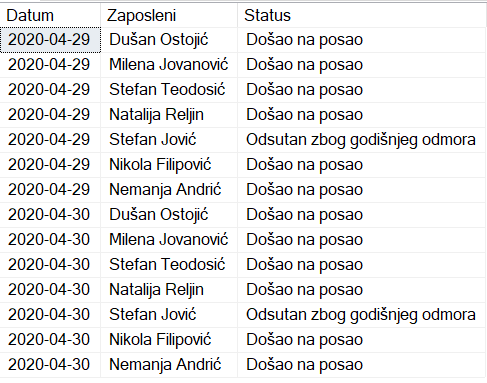 Datum Zaposleni Status
2020-04-29 Dušan Ostojić Došao na posao
2020-04-29 Milena Jovanović Došao na posao
2020-04-29 Stefan Teodosić Došao na posao
2020-04-29 Natalija Reljin Došao na posao
2020-04-29 Stefan Jović Odsutan zbog godišnjeg odmora
2020-04-29 Nikola Filipović Došao na posao
2020-04-29 Nemanja Andrić Došao na posao
2020-04-30 Dušan Ostojić Došao na posao
2020-04-30 Milena Jovanović Došao na posao
2020-04-30 Stefan Teodosić Došao na posao
2020-04-30 Natalija Reljin Došao na posao
2020-04-30 Stefan Jović Odsutan zbog godišnjeg odmora
2020-04-30 Nikola Filipović Došao na posao
2020-04-30 Nemanja Andrić Došao na posao